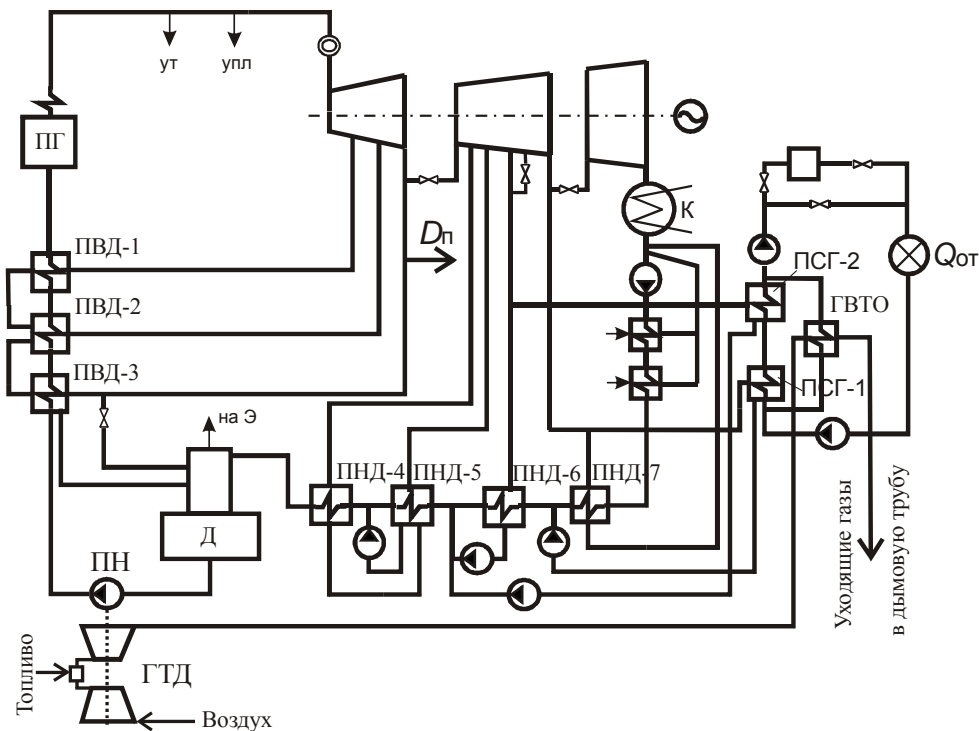 ут
упл
ПГ
К
ПВД-1
Dп
ПСГ-2
Qот
ПВД-2
ГВТО
ПВД-3
ПСГ-1
на Э
ПНД-4
ПНД-5
ПНД-6
ПНД-7
Д
ПН
Уходящие газы
в дымовую трубу
Топливо
ГТД
Воздух